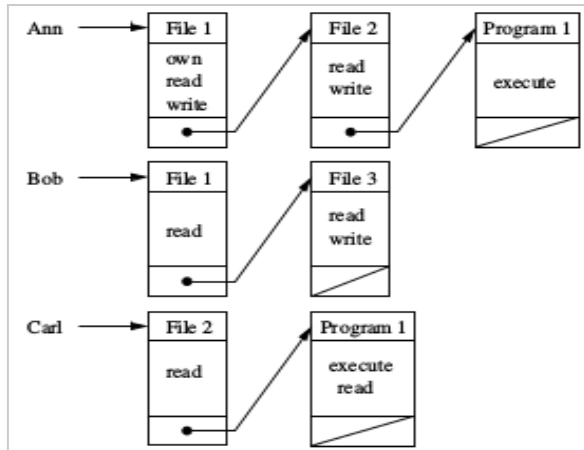 Ann
File 1
own
read
write
File 2
read
write
Program 1
execute
Bob
File 1
read
File 3
read
write
Carl
File 2
read
Program 1
execute
read